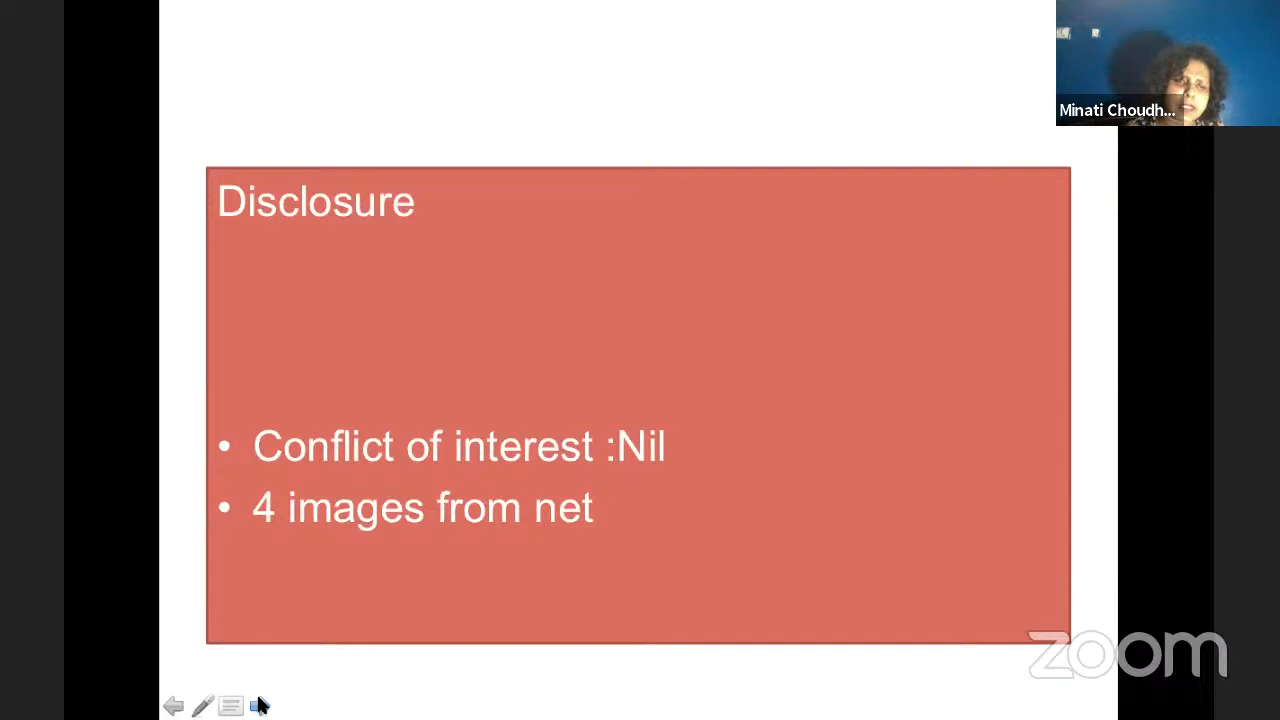 Minati Choudh...
Disclosure
• Conflict of interest :Nil
• 4 images from net
zoom